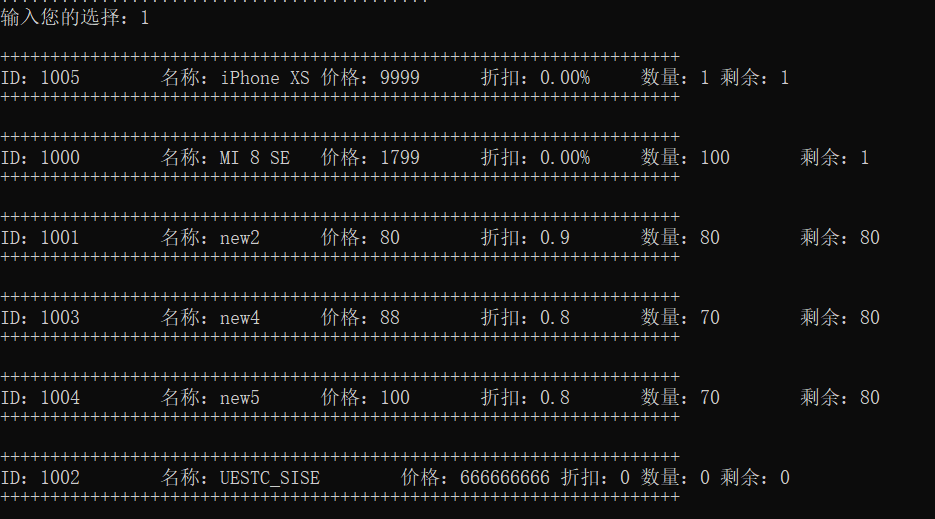 输入您的选择：1
++++++++++++++++++++++++++++++++++++++++++++++++++++++++++++++++++++
ID：1005 名称：iPhone XS 价格：9999 折扣：0.00% 数量：1 剩余：1
++++++++++++++++++++++++++++++++++++++++++++++++++++++++++++++++++++
++++++++++++++++++++++++++++++++++++++++++++++++++++++++++++++++++++
ID：1000 名称：MI 8 SE 价格：1799 折扣：0.00% 数量：100 剩余：1
++++++++++++++++++++++++++++++++++++++++++++++++++++++++++++++++++++
++++++++++++++++++++++++++++++++++++++++++++++++++++++++++++++++++++
ID：1001 名称：new2 价格：80 折扣：0.9 数量：80 剩余：80
++++++++++++++++++++++++++++++++++++++++++++++++++++++++++++++++++++
++++++++++++++++++++++++++++++++++++++++++++++++++++++++++++++++++++
ID：1003 名称：new4 价格：88 折扣：0.8 数量：70 剩余：80
++++++++++++++++++++++++++++++++++++++++++++++++++++++++++++++++++++
++++++++++++++++++++++++++++++++++++++++++++++++++++++++++++++++++++
ID：1004 名称：new5 价格：100 折扣：0.8 数量：70 剩余：80
++++++++++++++++++++++++++++++++++++++++++++++++++++++++++++++++++++
++++++++++++++++++++++++++++++++++++++++++++++++++++++++++++++++++++
ID：1002 名称：UESTC_SISE 价格：666666666 折扣：0 数量：0 剩余：0
++++++++++++++++++++++++++++++++++++++++++++++++++++++++++++++++++++